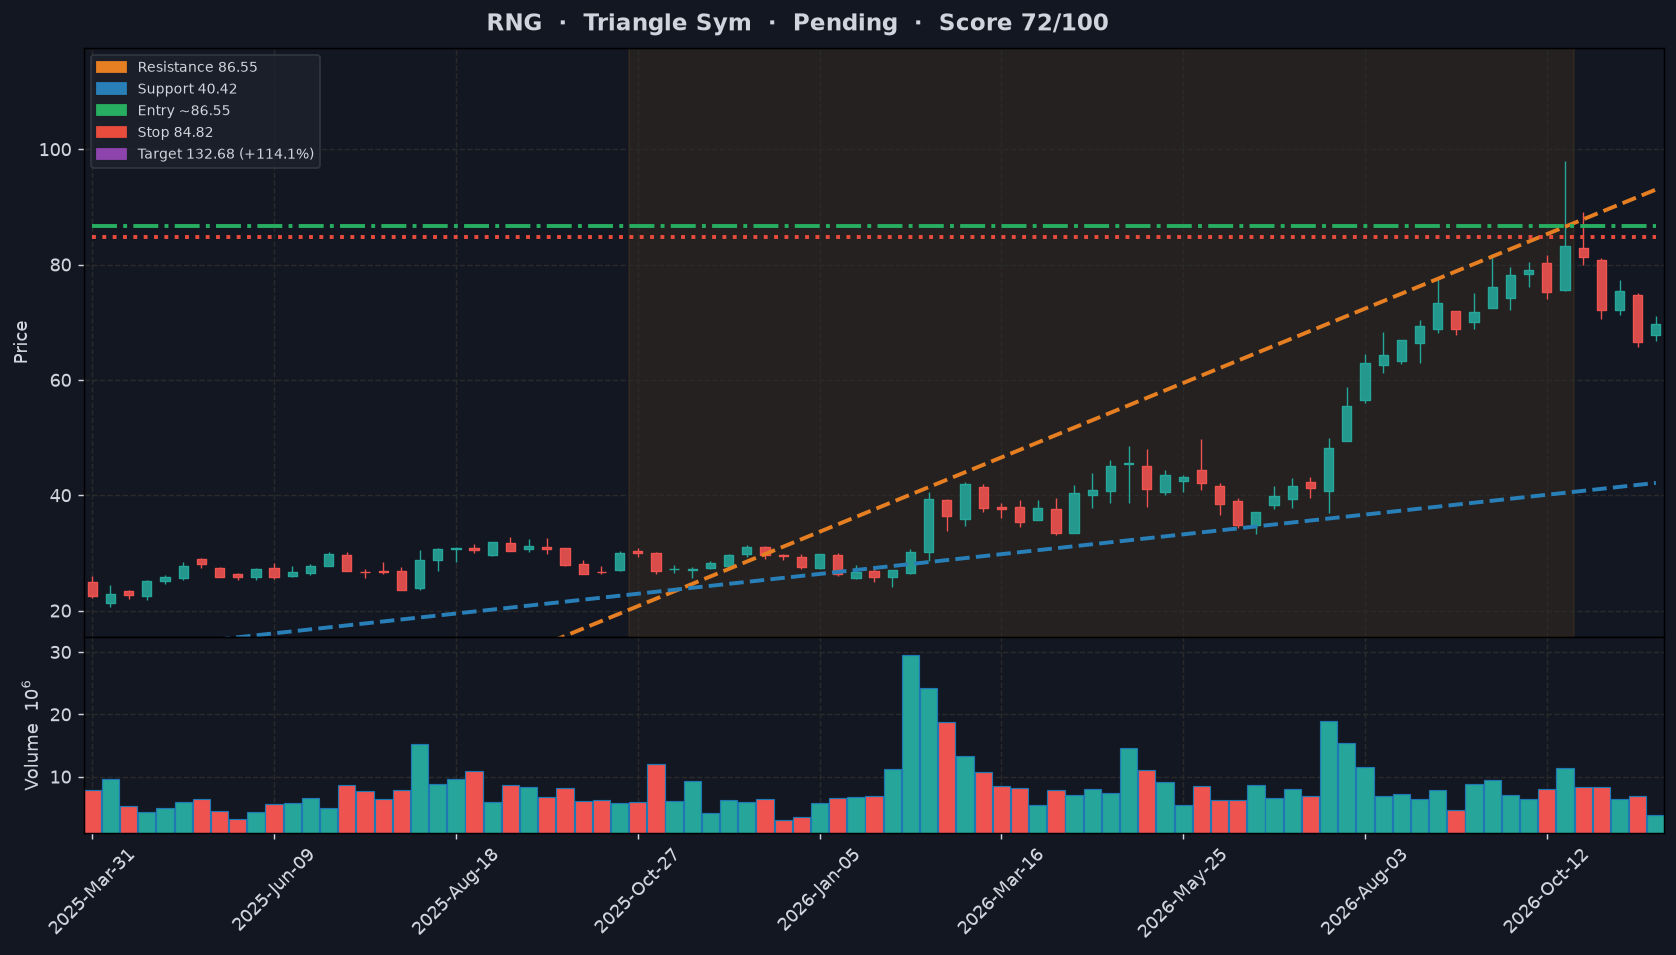 RNG · Triangle Sym · Pending · Score 72/100
Resistance 86.55
Support 40.42
Entry ~86.55
Stop 84.82
Target 132.68 (+114.1%)
Price
100
80
60
40
20
Volume 10⁶
30
20
10
2025-Mar-31
2025-Jun-09
2025-Aug-18
2025-Oct-27
2026-Jan-05
2026-Mar-16
2026-May-25
2026-Aug-03
2026-Oct-12